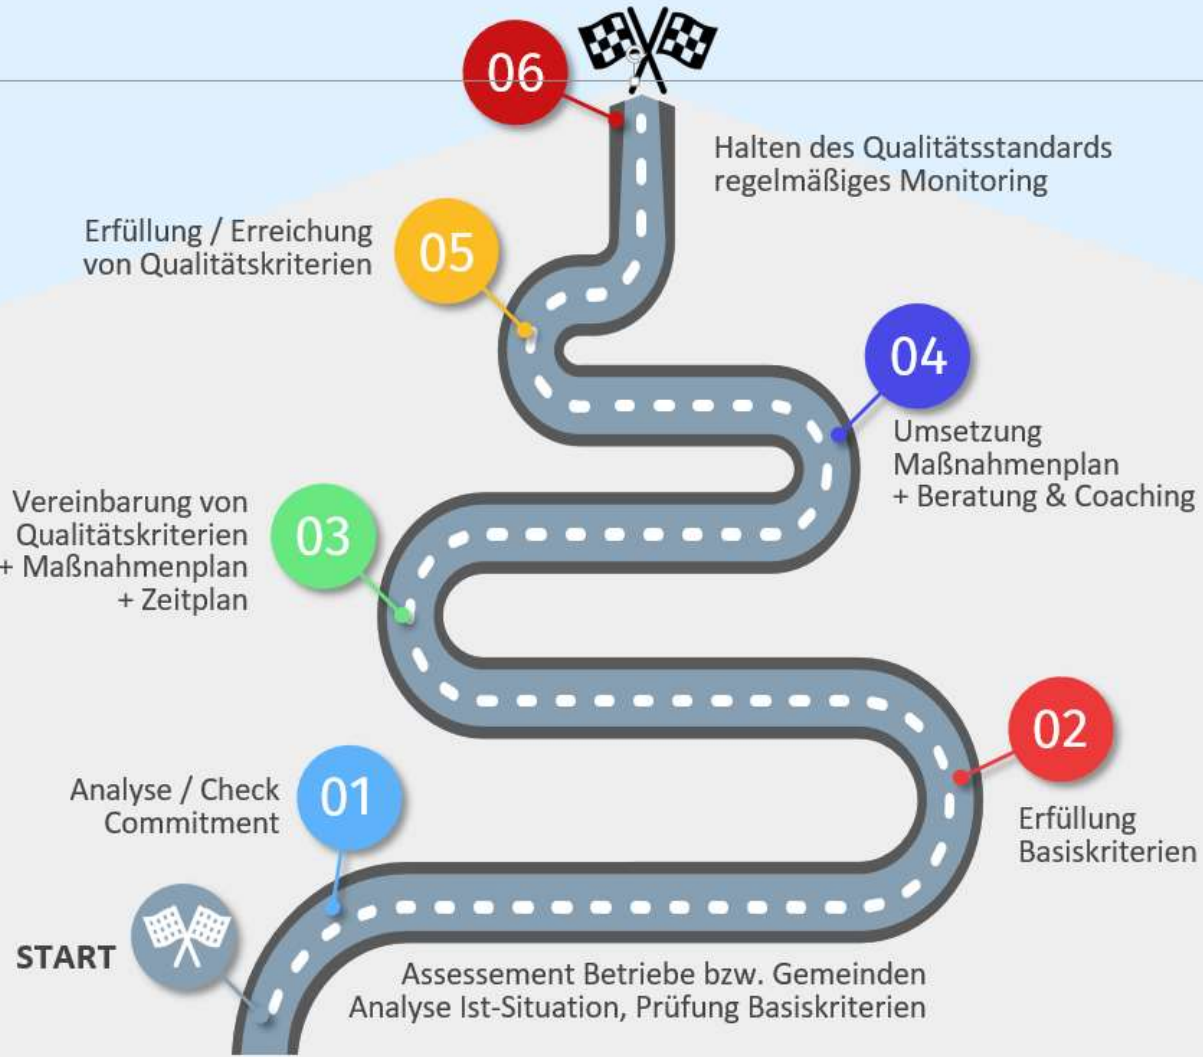 06
Halten des Qualitätsstandards
regelmäßiges Monitoring
Erfüllung / Erreichung
von Qualitätskriterien
05
04
Umsetzung
Maßnahmenplan
+ Beratung & Coaching
Vereinbarung von
Qualitätskriterien
+ Maßnahmenplan
+ Zeitplan
03
02
Erfüllung
Basiskriterien
Analyse / Check
Commitment
01
START
Assessement Betriebe bzw. Gemeinden
Analyse Ist-Situation, Prüfung Basiskriterien